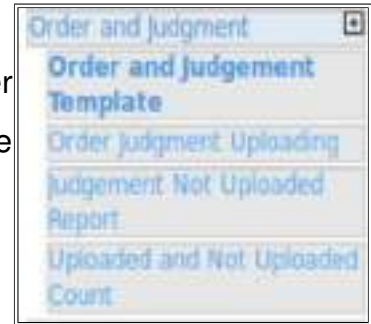 Order and Judgment
er
Order and Judgement
Template
e
Order Judgment Uploading
Judgement Not Uploaded
Report
Uploaded and Not Uploaded
Count